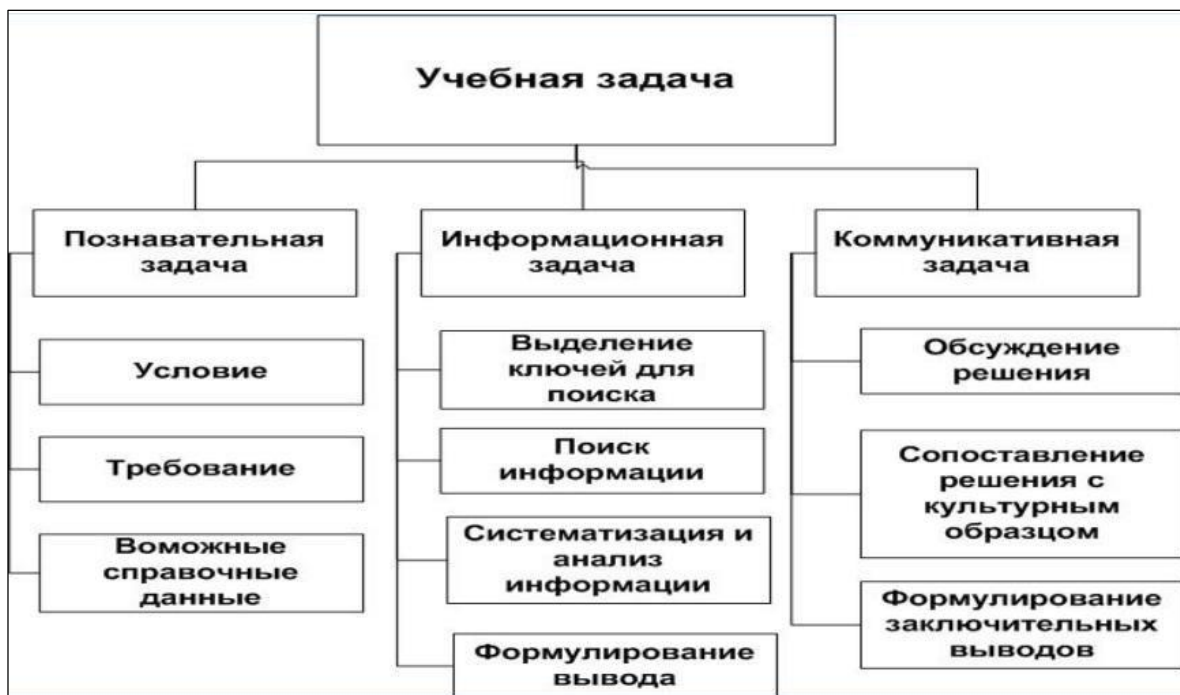 Учебная задача
Познавательная
задача
Условие
Требование
Воможные
справочные
данные
Информационная
задача
Выделение
ключей для
поиска
Поиск
информации
Систематизация и
анализ
информации
Формулирование
вывода
Коммуникативная
задача
Обсуждение
решения
Сопоставление
решения с
культурным
образцом
Формулирование
заключительных
выводов